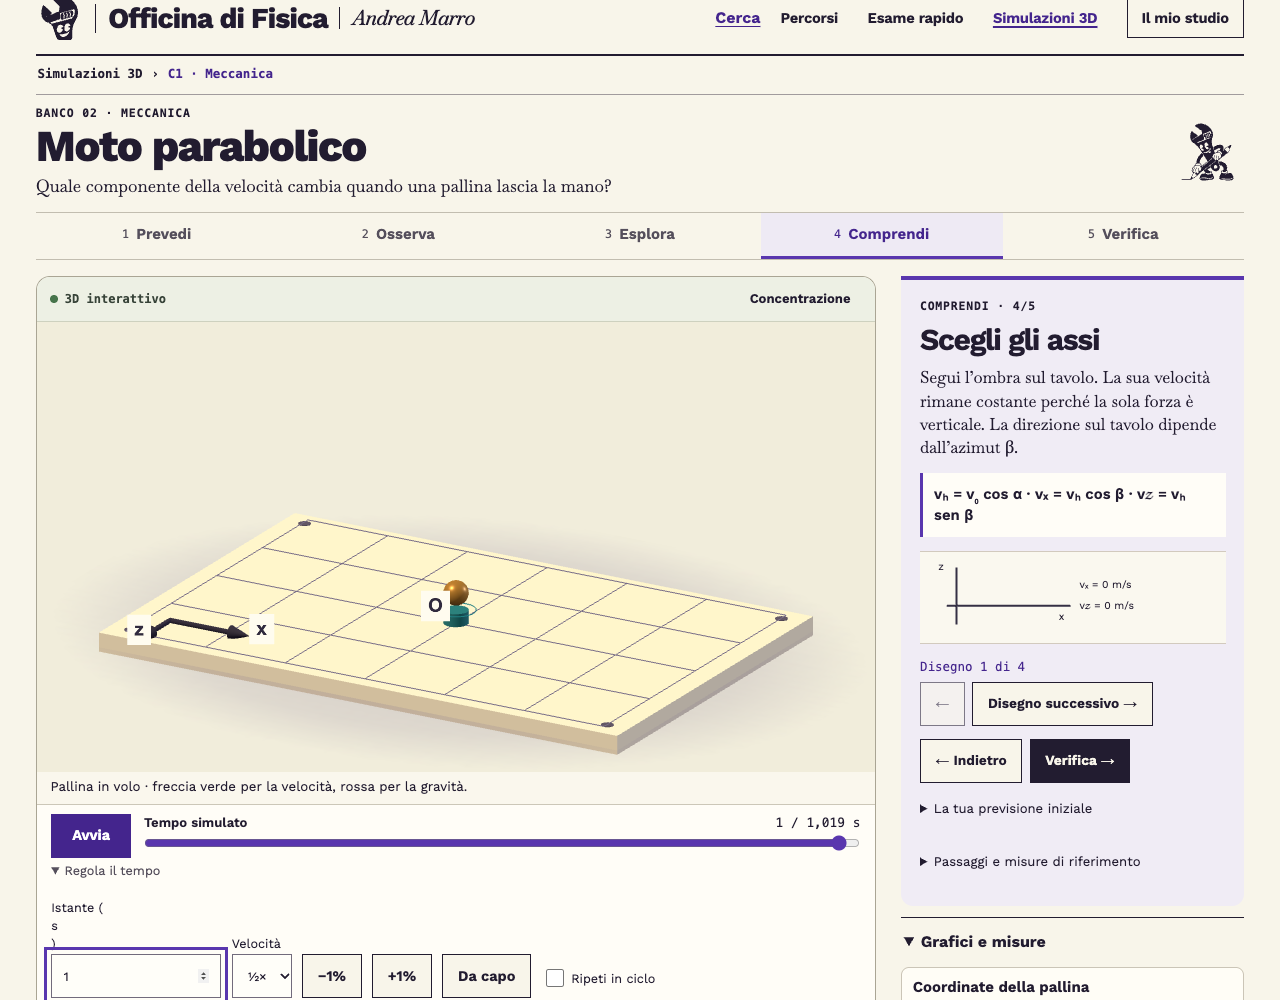 Officina di Fisica
Andrea Marro
Cerca
Percorsi
Esame rapido
Simulazioni 3D
Il mio studio
Simulazioni 3D › C1 · Meccanica
BANCO 02 · MECCANICA
Moto parabolico
Quale componente della velocità cambia quando una pallina lascia la mano?
1 Prevedi
2 Osserva
3 Esplora
4 Comprendi
5 Verifica
3D interattivo
Concentrazione
O
z
x
Pallina in volo · freccia verde per la velocità, rossa per la gravità.
Avvia
Tempo simulato
1 / 1,019 s
▼ Regola il tempo
Istante (
s
)
Velocità
1
½×
−1%
+1%
Da capo
Ripeti in ciclo
COMPRENDI · 4/5
Scegli gli assi
Segui l’ombra sul tavolo. La sua velocità
rimane costante perché la sola forza è
verticale. La direzione sul tavolo dipende
dall’azimut β.
vₕ = v₀ cos α · vₓ = vₕ cos β · v𝑧 = vₕ
sen β
z
x
vₓ = 0 m/s
v𝑧 = 0 m/s
Disegno 1 di 4
←
Disegno successivo →
← Indietro
Verifica →
▶ La tua previsione iniziale
▶ Passaggi e misure di riferimento
▼ Grafici e misure
Coordinate della pallina